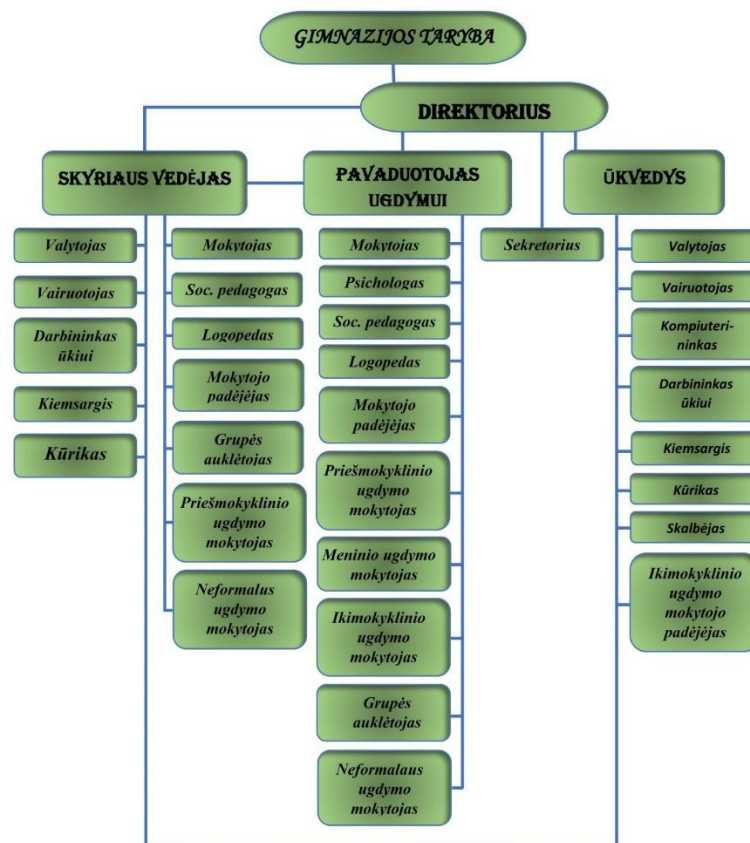 GIMNAZIJOS TARYBA
DIREKTORIUS
SKYRIAUS VEDĖJAS
PAVADUOTOJAS
UGDYMUI
ŪKVEDYS
Valytojas
Vairuotojas
Darbininkas
ūkiui
Kiemsargis
Kūrikas
Mokytojas
Soc. pedagogas
Logopedas
Mokytojo
padėjėjas
Grupės
auklėtojas
Priešmokyklinio
ugdymo
mokytojas
Neformalus
ugdymo
mokytojas
Mokytojas
Psichologas
Soc. pedagogas
Logopedas
Mokytojo
padėjėjas
Priešmokyklinio
ugdymo
mokytojas
Meninio ugdymo
mokytojas
Ikimokyklinio
ugdymo
mokytojas
Grupės
auklėtojas
Neformalaus
ugdymo
mokytojas
Sekretorius
Valytojas
Vairuotojas
Kompiuteri-
ninkas
Darbininkas
ūkiui
Kiemsargis
Kūrikas
Skalbėjas
Ikimokyklinio
ugdymo
mokytojo
padėjėjas